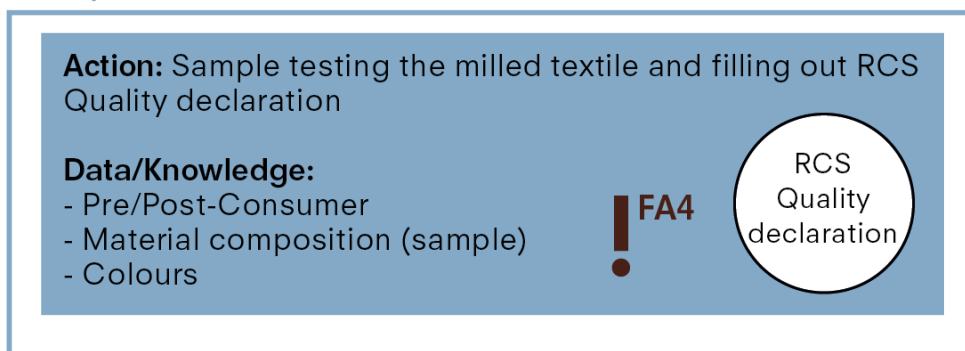 Action: Sample testing the milled textile and filling out RCS
Quality declaration
Data/Knowledge:
- Pre/Post-Consumer
- Material composition (sample)
- Colours
! FA4
RCS
Quality
declaration